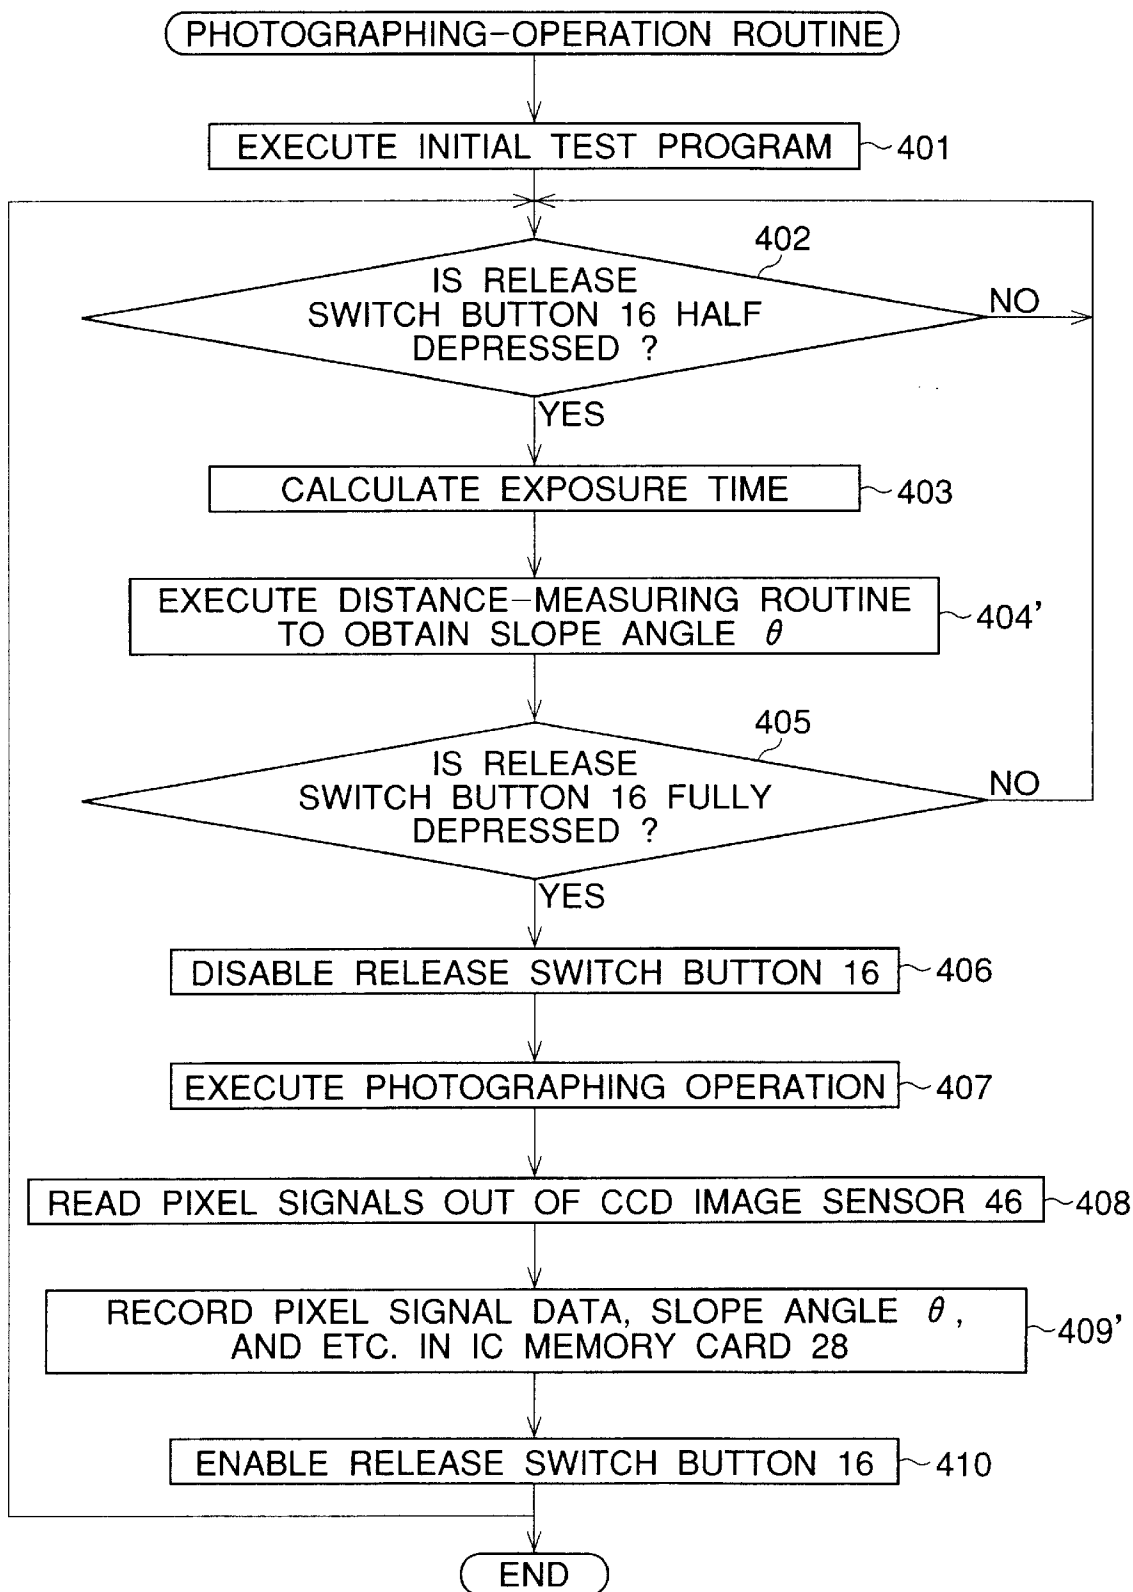 PHOTOGRAPHING-OPERATION ROUTINE
EXECUTE INITIAL TEST PROGRAM
401
402
IS RELEASE
SWITCH BUTTON 16 HALF
DEPRESSED ?
NO
YES
CALCULATE EXPOSURE TIME
403
EXECUTE DISTANCE-MEASURING ROUTINE
TO OBTAIN SLOPE ANGLE θ
404'
405
IS RELEASE
SWITCH BUTTON 16 FULLY
DEPRESSED ?
NO
YES
DISABLE RELEASE SWITCH BUTTON 16
406
EXECUTE PHOTOGRAPHING OPERATION
407
READ PIXEL SIGNALS OUT OF CCD IMAGE SENSOR 46
408
RECORD PIXEL SIGNAL DATA, SLOPE ANGLE θ,
AND ETC. IN IC MEMORY CARD 28
409'
ENABLE RELEASE SWITCH BUTTON 16
410
END